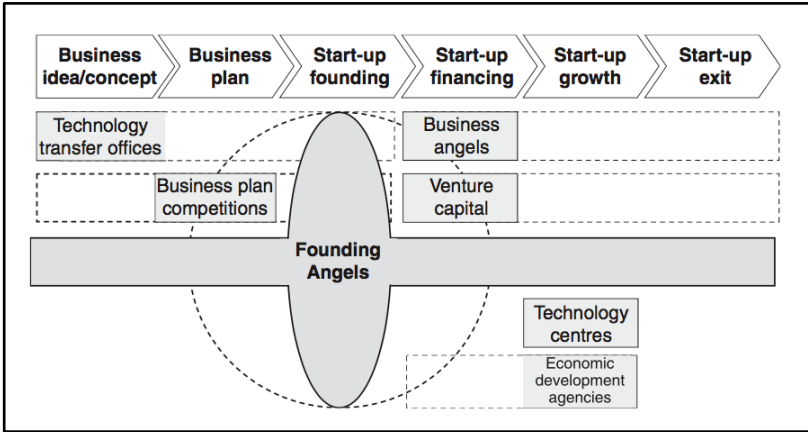 Business
idea/concept
Business
plan
Start-up
founding
Start-up
financing
Start-up
growth
Start-up
exit
Technology
transfer offices
Business
angels
Business plan
competitions
Venture
capital
Founding
Angels
Technology
centres
Economic
development
agencies